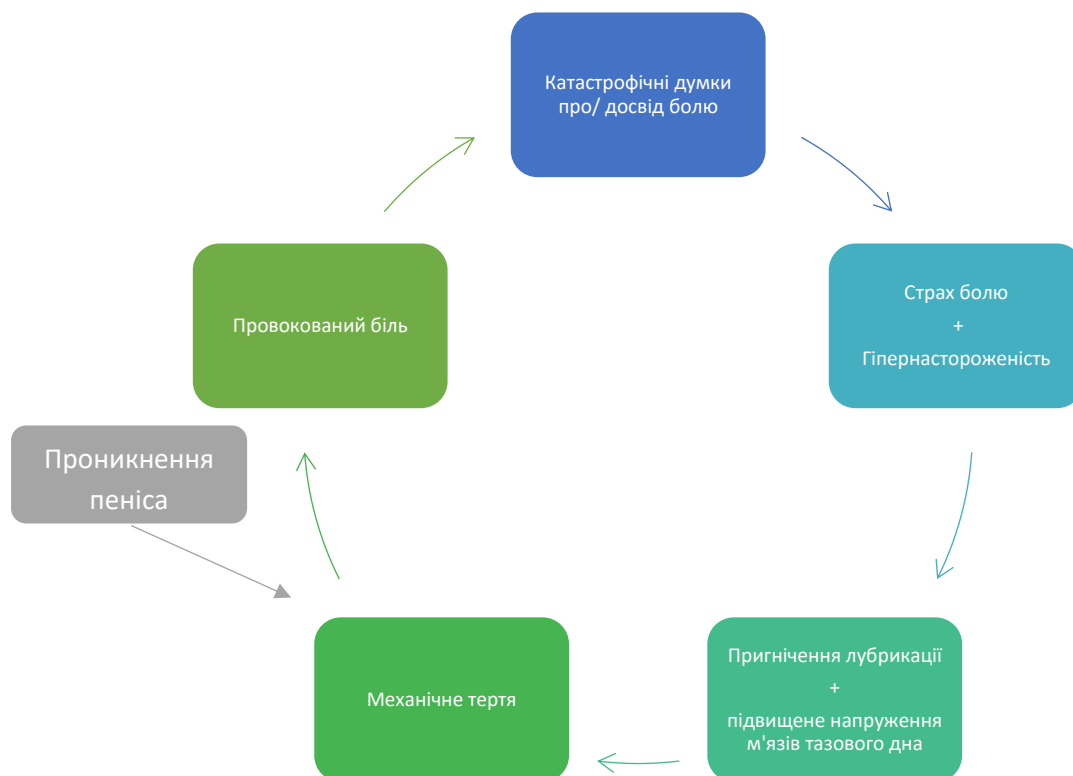 Катастрофічні думки
про/ досвід болю
Страх болю
+
Гіпернастороженість
Пригнічення лубрикації
+
підвищене напруження
м'язів тазового дна
Механічне тертя
Проникнення
пеніса
Провокований біль